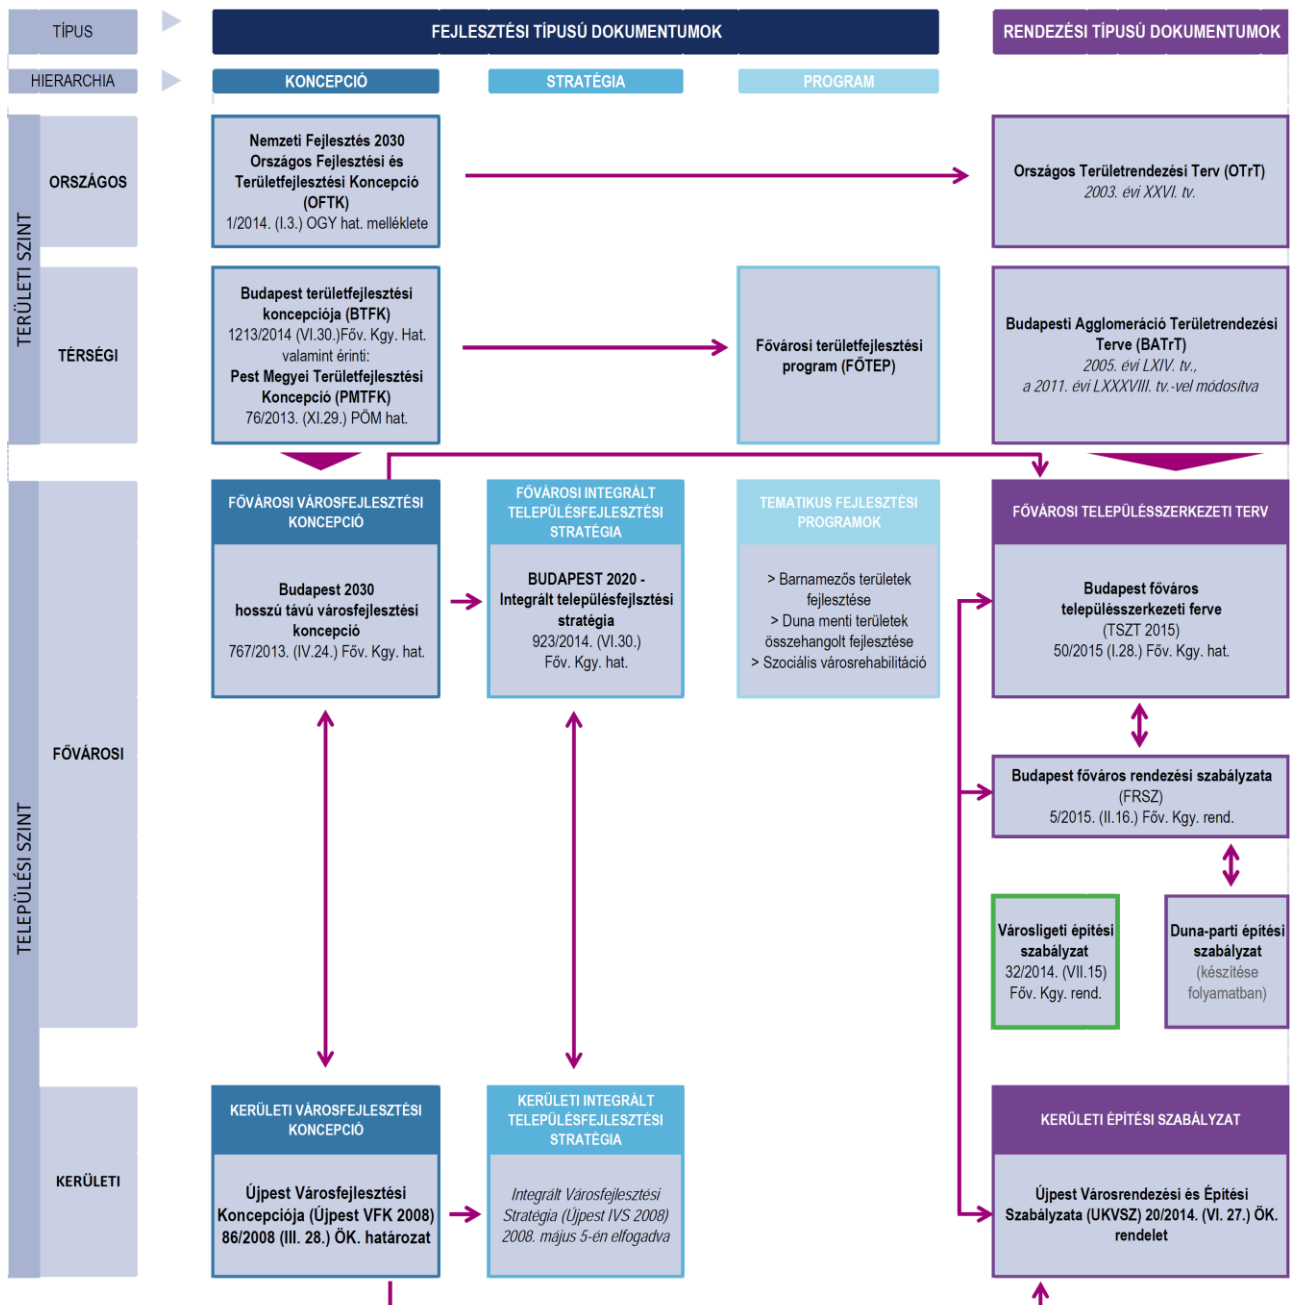 TÍPUS
FEJLESZTÉSI TÍPUSÚ DOKUMENTUMOK
RENDEZÉSI TÍPUSÚ DOKUMENTUMOK
HIERARCHIA
KONCEPCIÓ
STRATÉGIA
PROGRAM
TERÜLETI SZINT
ORSZÁGOS
Nemzeti Fejlesztés 2030
Országos Fejlesztési és
Területfejlesztési Koncepció
(OFTK)
1/2014. (I.3.) OGY hat. melléklete
Országos Területrendezési Terv (OTrT)
2003. évi XXVI. tv.
TÉRSÉGI
Budapest területfejlesztési
koncepciója (BTFK)
1213/2014 (VI.30.)Főv. Kgy. Hat.
valamint érinti:
Pest Megyei Területfejlesztési
Koncepció (PMTFK)
76/2013. (XI.29.) PÖM hat.
Fővárosi területfejlesztési
program (FŐTEP)
Budapesti Agglomeráció Területrendezési
Terve (BATrT)
2005. évi LXIV. tv.,
a 2011. évi LXXXVIII. tv.-vel módosítva
TELEPÜLÉSI SZINT
FŐVÁROSI
FŐVÁROSI VÁROSFEJLESZTÉSI
KONCEPCIÓ
Budapest 2030
hosszú távú városfejlesztési
koncepció
767/2013. (IV.24.) Főv. Kgy. hat.
FŐVÁROSI INTEGRÁLT
TELEPÜLÉSFEJLESZTÉSI
STRATÉGIA
BUDAPEST 2020 -
Integrált településfejlsztési
stratégia
923/2014. (VI.30.)
Főv. Kgy. hat.
TEMATIKUS FEJLESZTÉSI
PROGRAMOK
> Barnamezős területek
fejlesztése
> Duna menti területek
összehangolt fejlesztése
> Szociális városrehabilitáció
FŐVÁROSI TELEPÜLÉSSZERKEZETI TERV
Budapest főváros
településszerkezeti ferve
(TSZT 2015)
50/2015 (I.28.) Főv. Kgy. hat.
Budapest főváros rendezési szabályzata
(FRSZ)
5/2015. (II.16.) Főv. Kgy. rend.
Városligeti építési
szabályzat
32/2014. (VII.15)
Főv. Kgy. rend.
Duna-parti építési
szabályzat
(készítése
folyamatban)
KERÜLETI
KERÜLETI VÁROSFEJLESZTÉSI
KONCEPCIÓ
Újpest Városfejlesztési
Koncepciója (Újpest VFK 2008)
86/2008 (III. 28.) ÖK. határozat
KERÜLETI INTEGRÁLT
TELEPÜLÉSFEJLESZTÉSI
STRATÉGIA
Integrált Városfejlesztési
Stratégia (Újpest IVS 2008)
2008. május 5-én elfogadva
KERÜLETI ÉPÍTÉSI SZABÁLYZAT
Újpest Városrendezési és Építési
Szabályzata (UKVSZ) 20/2014. (VI. 27.) ÖK.
rendelet